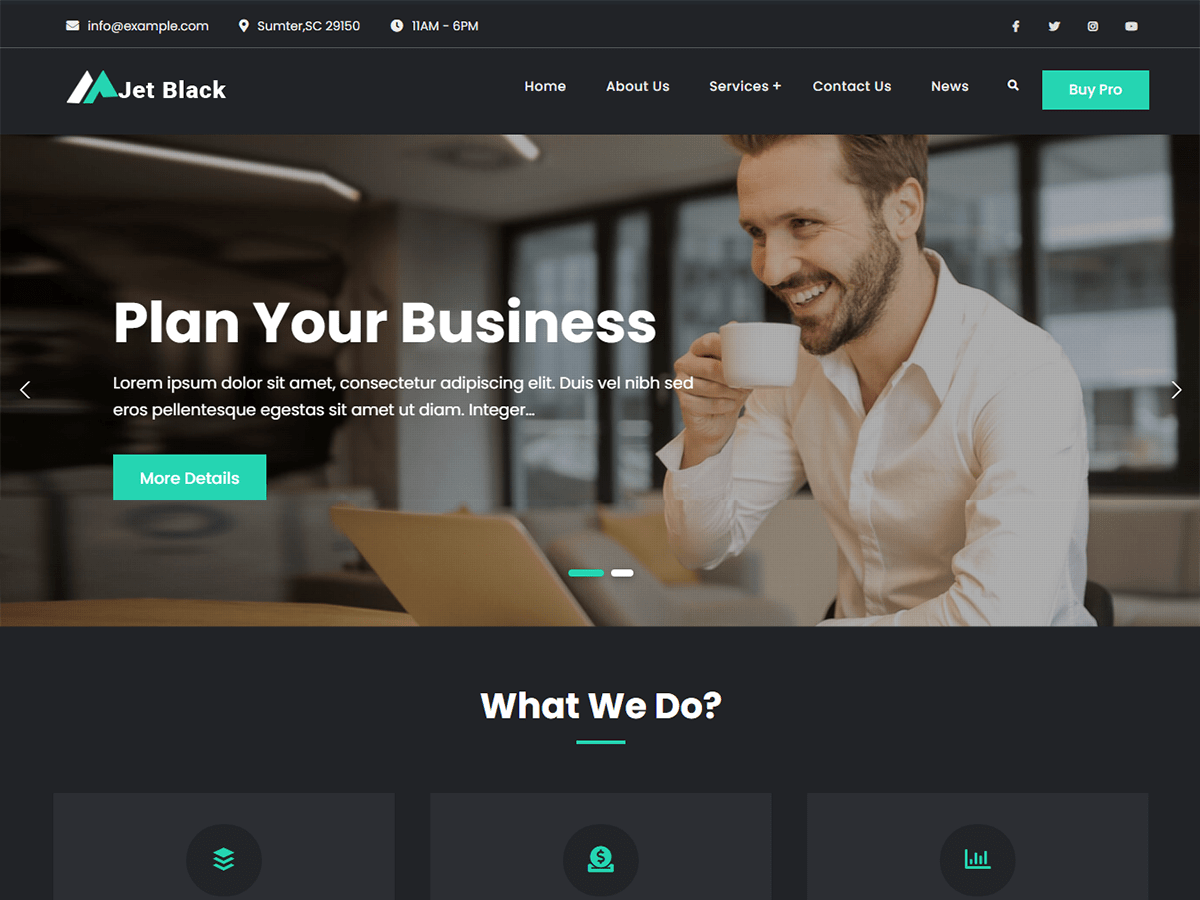 info@example.com Sumter,SC 29150 11AM - 6PM
Jet Black Home About Us Services + Contact Us News Buy Pro
Plan Your Business
Lorem ipsum dolor sit amet, consectetur adipiscing elit. Duis vel nibh sed
eros pellentesque egestas sit amet ut diam. Integer...
More Details
What We Do?